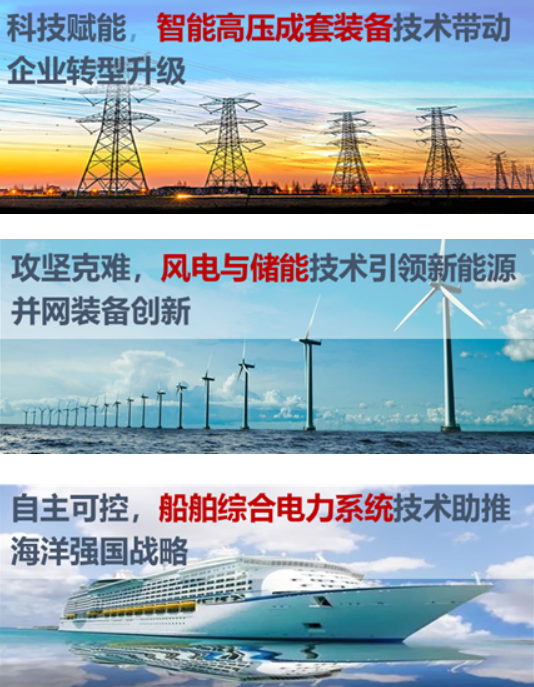 科技赋能，智能高压成套装备技术带动
企业转型升级
攻坚克难，风电与储能技术引领新能源
并网装备创新
自主可控，船舶综合电力系统技术助推
海洋强国战略